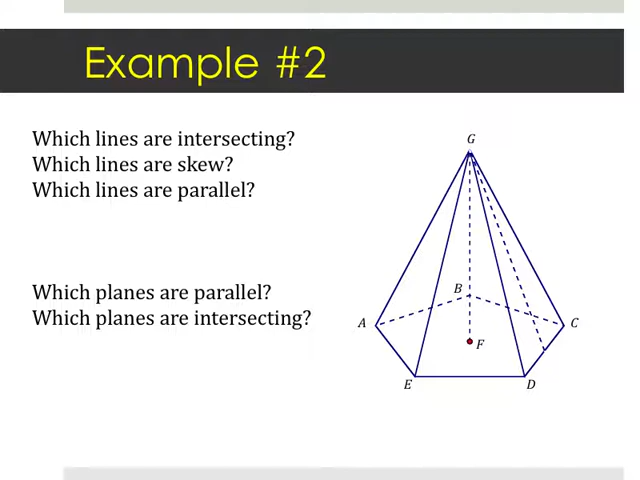 Example #2
Which lines are intersecting?
Which lines are skew?
Which lines are parallel?
Which planes are parallel?
Which planes are intersecting?
G
B
A
C
F
E
D